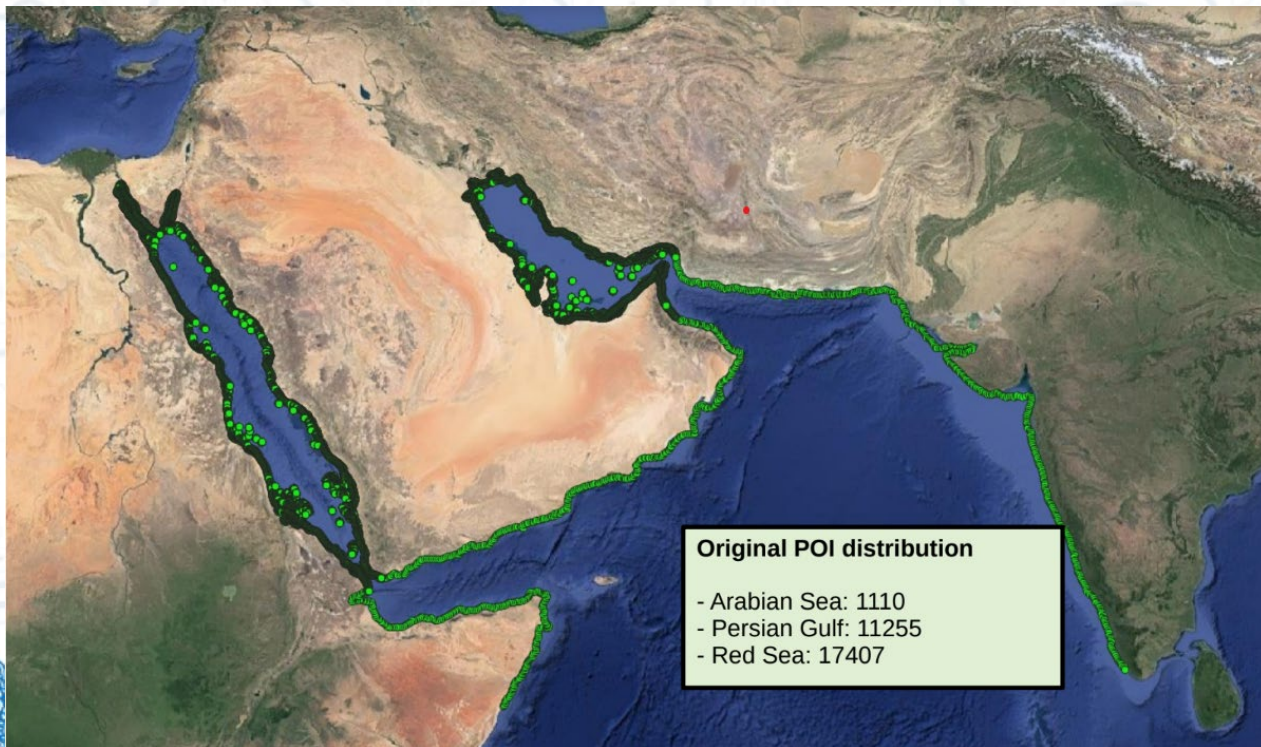 Original POI distribution
- Arabian Sea: 1110
- Persian Gulf: 11255
- Red Sea: 17407